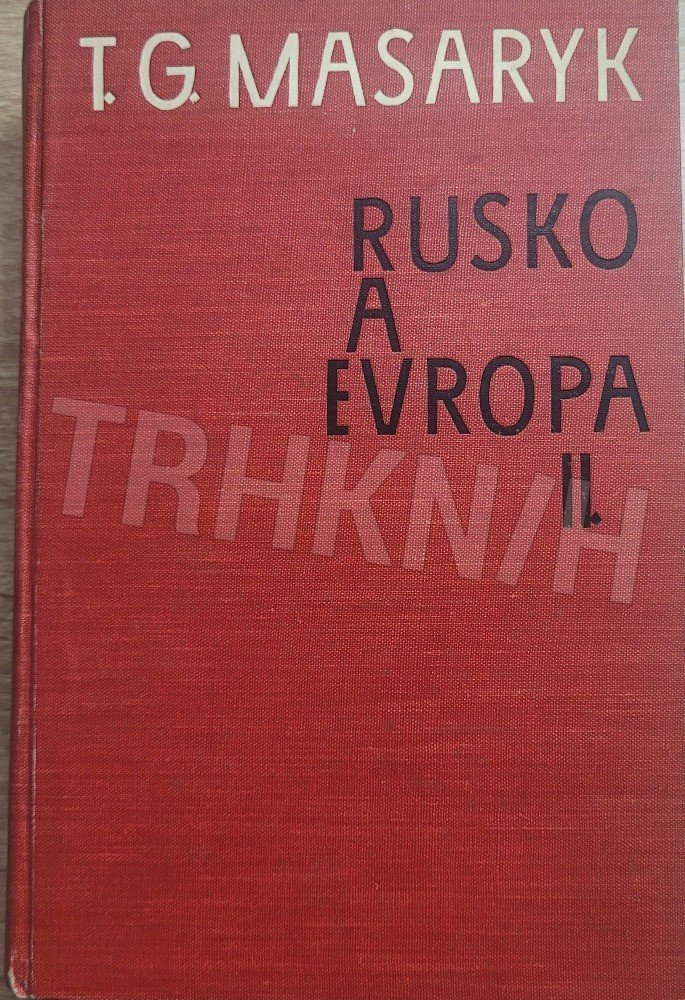 T. G. MASARYK
RUSKO
A
EVROPA
II.
TRHKNIH